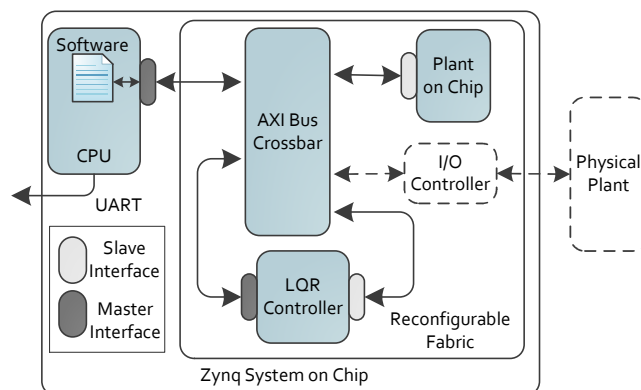 Software
CPU
UART
Slave
Interface
Master
Interface
AXI Bus
Crossbar
Plant
on Chip
I/O
Controller
Physical
Plant
LQR
Controller
Reconfigurable
Fabric
Zynq System on Chip